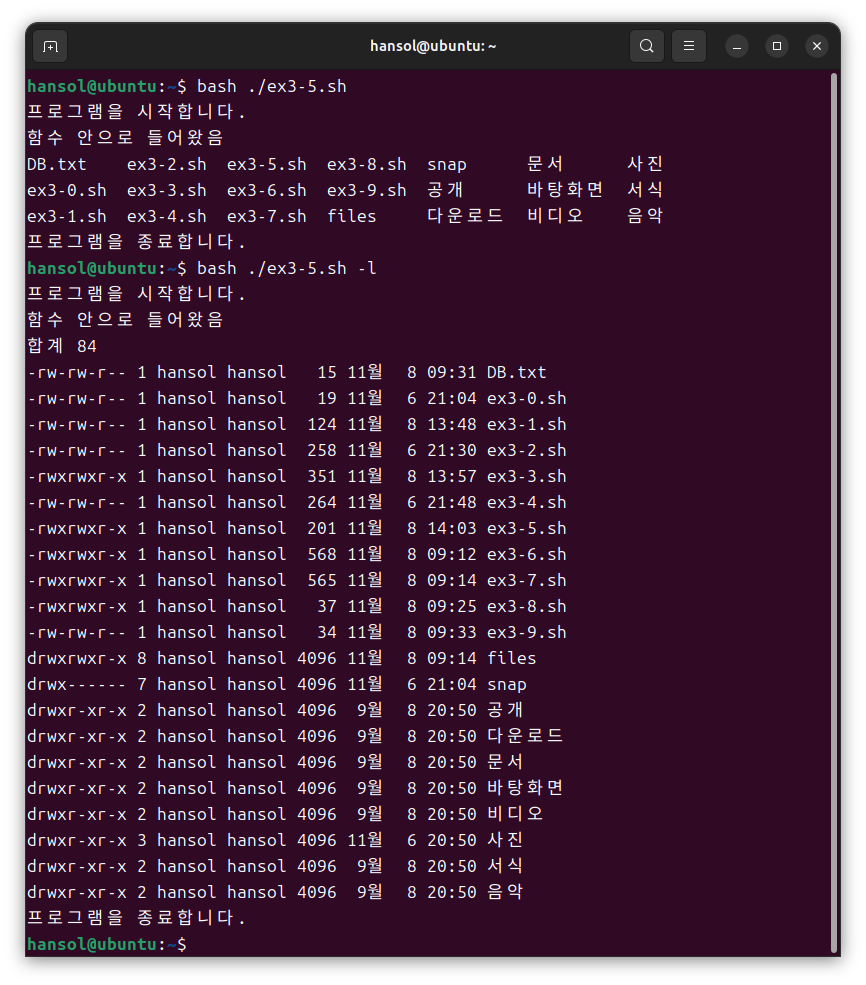 hansol@ubuntu: ~
hansol@ubuntu:~$ bash ./ex3-5.sh
프로그램을 시작합니다.
함수 안으로 들어왔음
DB.txt    ex3-2.sh  ex3-5.sh  ex3-8.sh  snap      문서      사진
ex3-0.sh  ex3-3.sh  ex3-6.sh  ex3-9.sh  공개      바탕화면  서식
ex3-1.sh  ex3-4.sh  ex3-7.sh  files     다운로드  비디오    음악
프로그램을 종료합니다.
hansol@ubuntu:~$ bash ./ex3-5.sh -l
프로그램을 시작합니다.
함수 안으로 들어왔음
합계 84
-rw-rw-r-- 1 hansol hansol   15 11월  8 09:31 DB.txt
-rw-rw-r-- 1 hansol hansol   19 11월  6 21:04 ex3-0.sh
-rw-rw-r-- 1 hansol hansol  124 11월  8 13:48 ex3-1.sh
-rw-rw-r-- 1 hansol hansol  258 11월  6 21:30 ex3-2.sh
-rwxrwxr-x 1 hansol hansol  351 11월  8 13:57 ex3-3.sh
-rw-rw-r-- 1 hansol hansol  264 11월  6 21:48 ex3-4.sh
-rwxrwxr-x 1 hansol hansol  201 11월  8 14:03 ex3-5.sh
-rwxrwxr-x 1 hansol hansol  568 11월  8 09:12 ex3-6.sh
-rwxrwxr-x 1 hansol hansol  565 11월  8 09:14 ex3-7.sh
-rwxrwxr-x 1 hansol hansol   37 11월  8 09:25 ex3-8.sh
-rw-rw-r-- 1 hansol hansol   34 11월  8 09:33 ex3-9.sh
drwxrwxr-x 8 hansol hansol 4096 11월  8 09:14 files
drwx------ 7 hansol hansol 4096 11월  6 21:04 snap
drwxr-xr-x 2 hansol hansol 4096  9월  8 20:50 공개
drwxr-xr-x 2 hansol hansol 4096  9월  8 20:50 다운로드
drwxr-xr-x 2 hansol hansol 4096  9월  8 20:50 문서
drwxr-xr-x 2 hansol hansol 4096  9월  8 20:50 바탕화면
drwxr-xr-x 2 hansol hansol 4096  9월  8 20:50 비디오
drwxr-xr-x 3 hansol hansol 4096 11월  6 20:50 사진
drwxr-xr-x 2 hansol hansol 4096  9월  8 20:50 서식
drwxr-xr-x 2 hansol hansol 4096  9월  8 20:50 음악
프로그램을 종료합니다.
hansol@ubuntu:~$